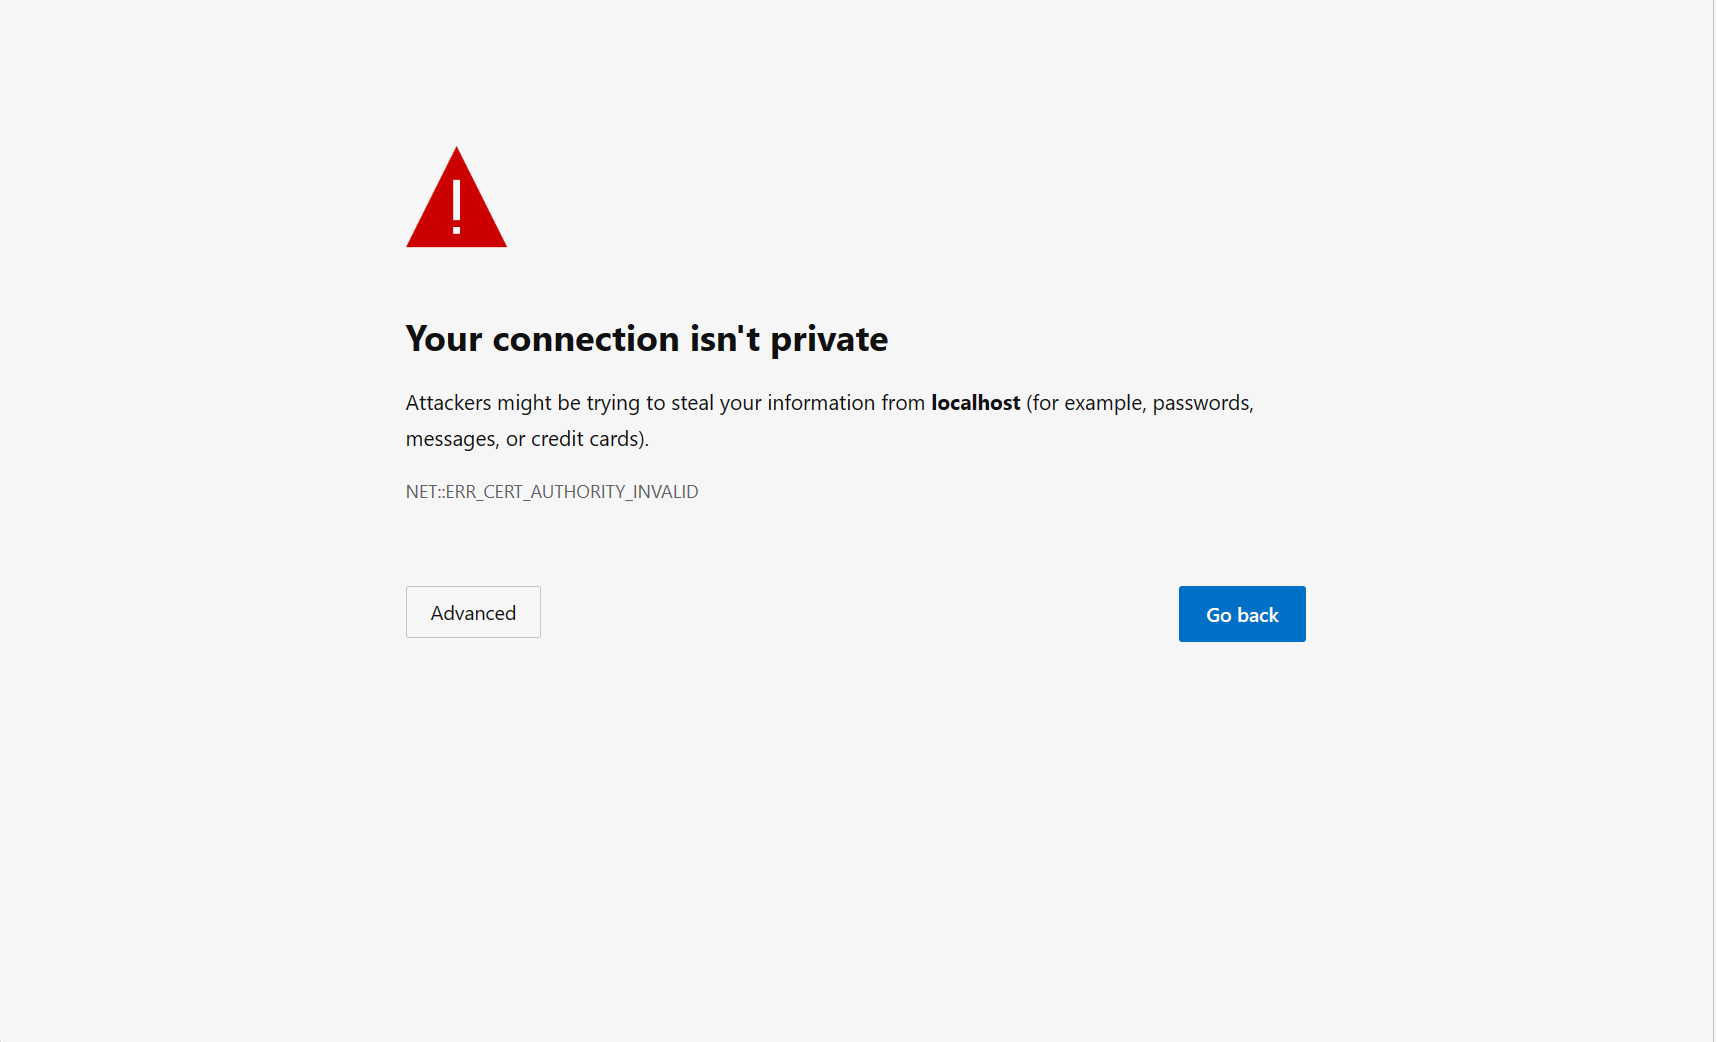 Your connection isn't private
Attackers might be trying to steal your information from localhost (for example, passwords,
messages, or credit cards).
NET::ERR_CERT_AUTHORITY_INVALID
Advanced
Go back